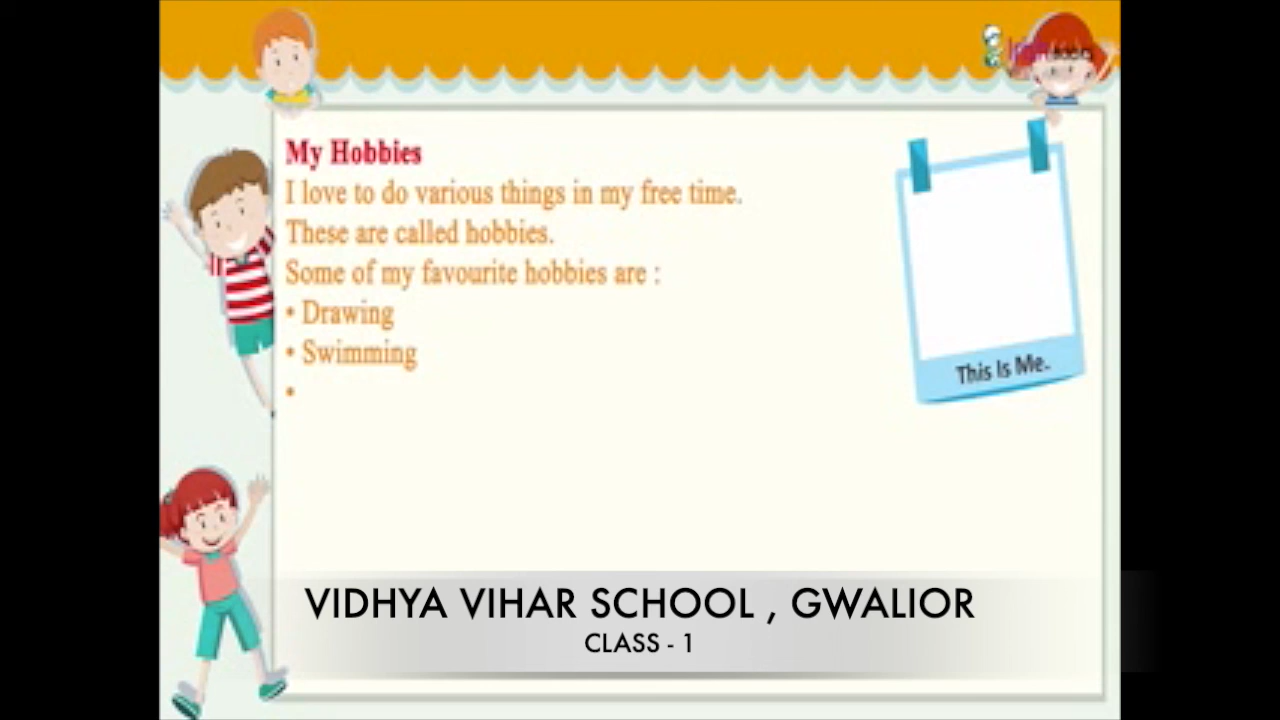 My Hobbies
I love to do various things in my free time.
These are called hobbies.
Some of my favourite hobbies are :
• Drawing
• Swimming
•
This Is Me.
VIDHYA VIHAR SCHOOL , GWALIOR
CLASS - 1